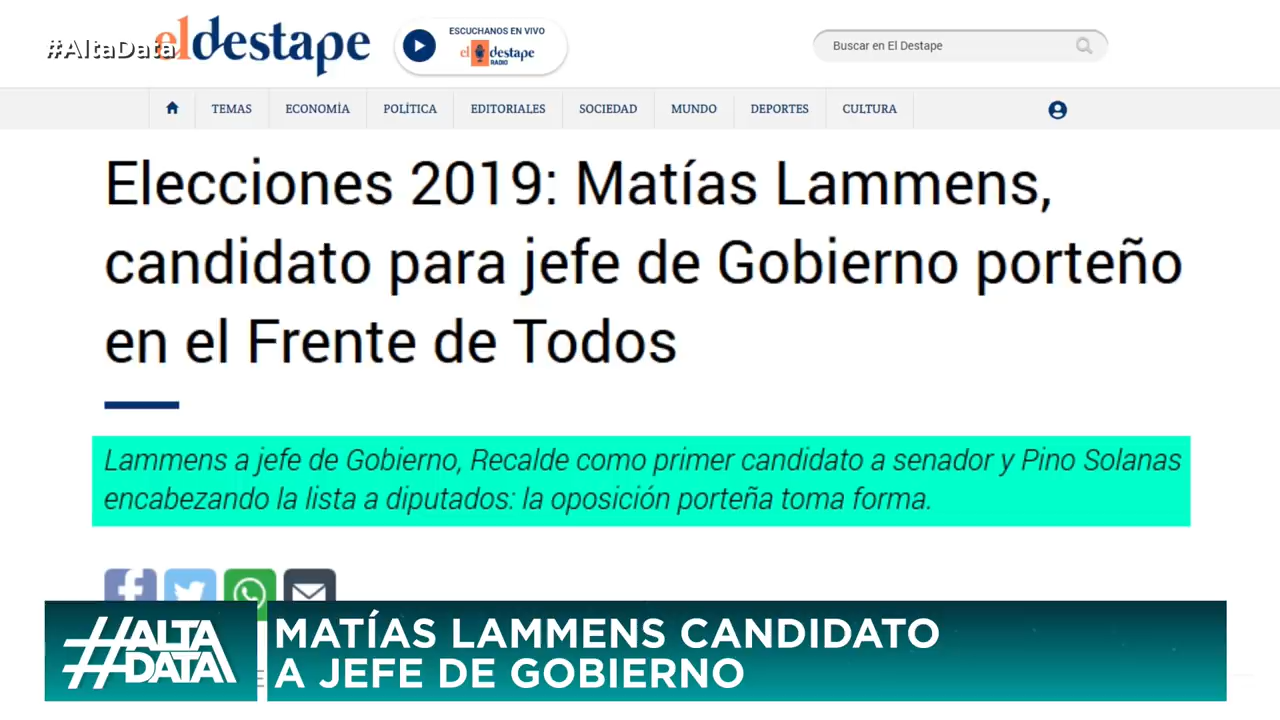 #AltaData
el destape
ESCUCHANOS EN VIVO
el destape
RADIO
Buscar en El Destape
TEMAS ECONOMÍA POLÍTICA EDITORIALES SOCIEDAD MUNDO DEPORTES CULTURA
Elecciones 2019: Matías Lammens,
candidato para jefe de Gobierno porteño
en el Frente de Todos
Lammens a jefe de Gobierno, Recalde como primer candidato a senador y Pino Solanas
encabezando la lista a diputados: la oposición porteña toma forma.
#ALTA
DATA
MATÍAS LAMMENS CANDIDATO
A JEFE DE GOBIERNO